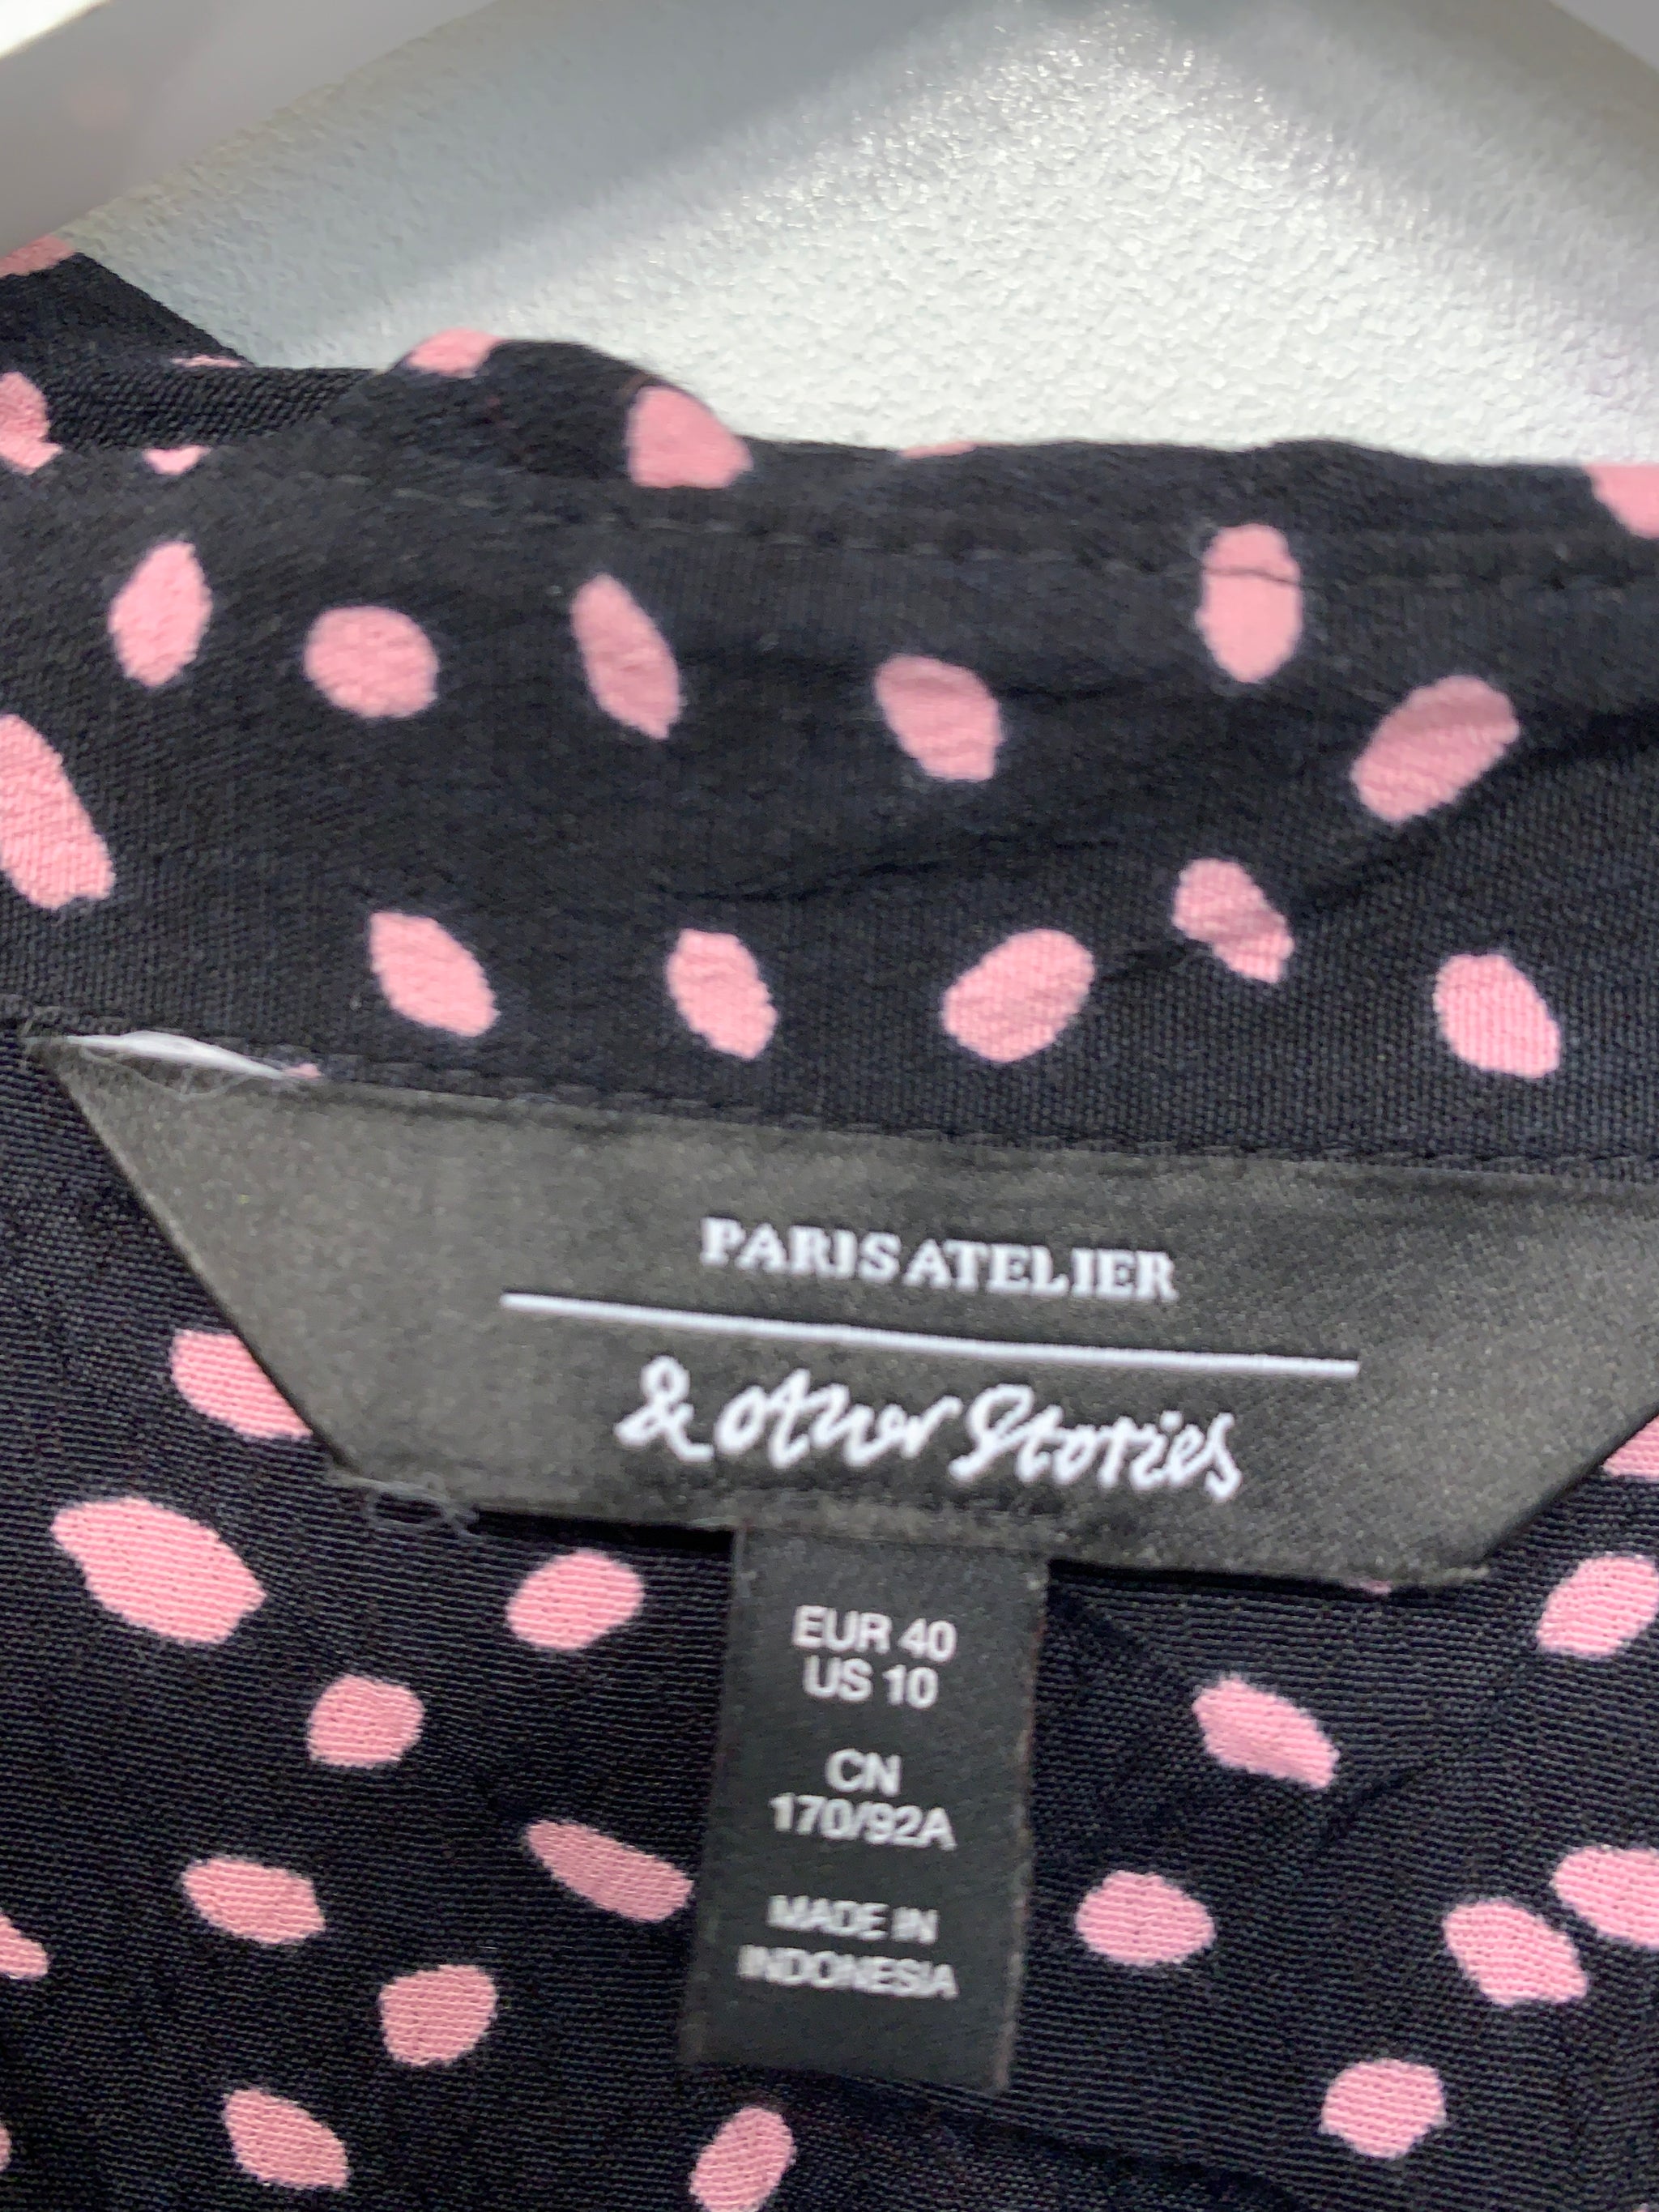 PARIS ATELIER
& other Stories
EUR 40
US 10
CN
170/92A
MADE IN
INDONESIA